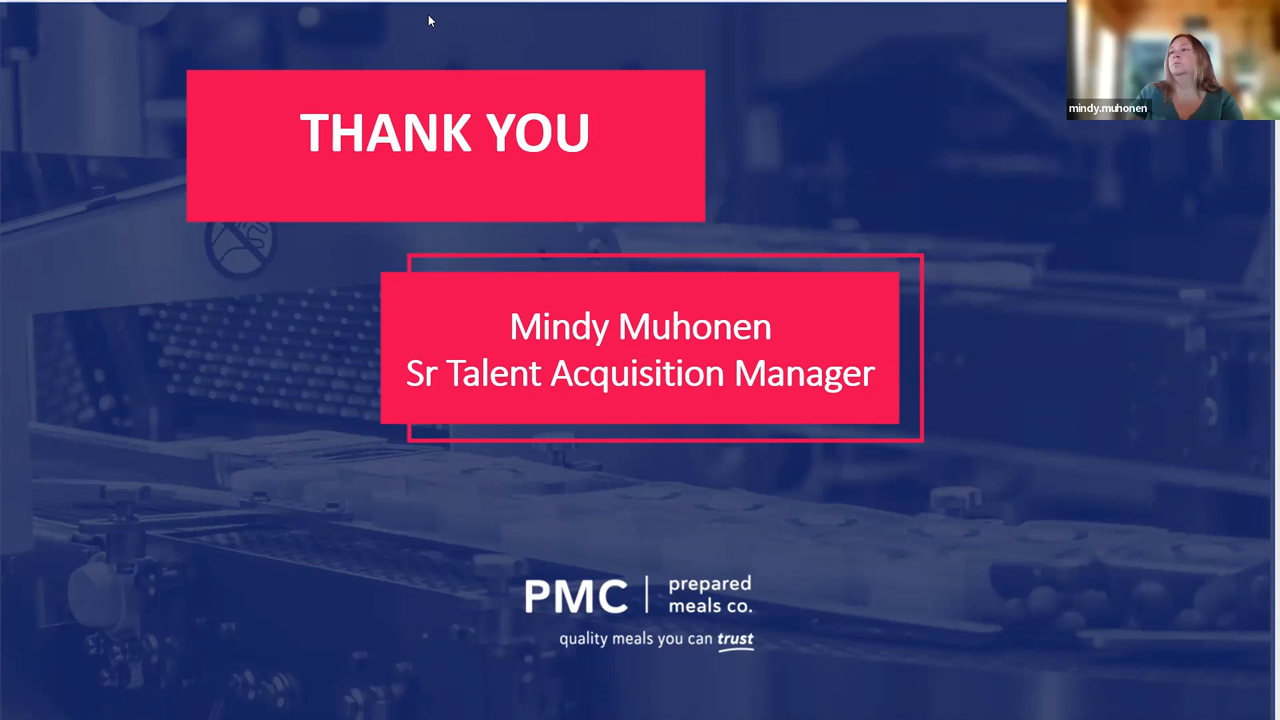 mindy.muhonen
THANK YOU
Mindy Muhonen
Sr Talent Acquisition Manager
PMC
prepared
meals co.
quality meals you can trust